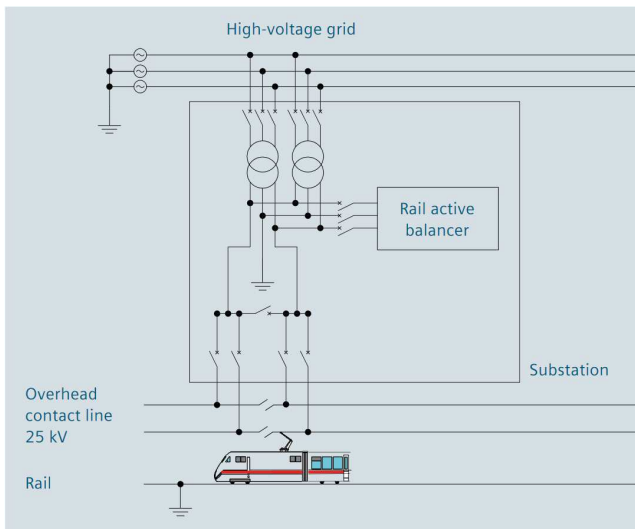 High-voltage grid
Rail active
balancer
Substation
Overhead
contact line
25 kV
Rail